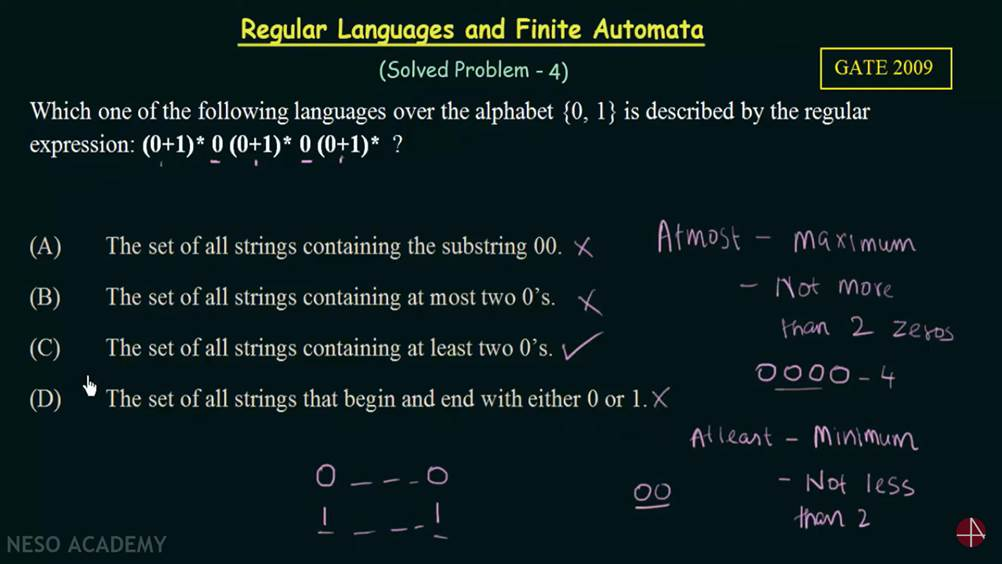 Regular Languages and Finite Automata
(Solved Problem - 4)
GATE 2009
Which one of the following languages over the alphabet {0, 1} is described by the regular
expression: (0+1)* 0 (0+1)* 0 (0+1)* ?
(A) The set of all strings containing the substring 00. ✗
(B) The set of all strings containing at most two 0's. ✗
(C) The set of all strings containing at least two 0's. ✓
(D) The set of all strings that begin and end with either 0 or 1. ✗
Atmost - maximum
- Not more
than 2 zeros
0000 - 4
Atleast - Minimum
- Not less
than 2
0 _ _ _ 0
1 _ _ _ 1
00
NESO ACADEMY